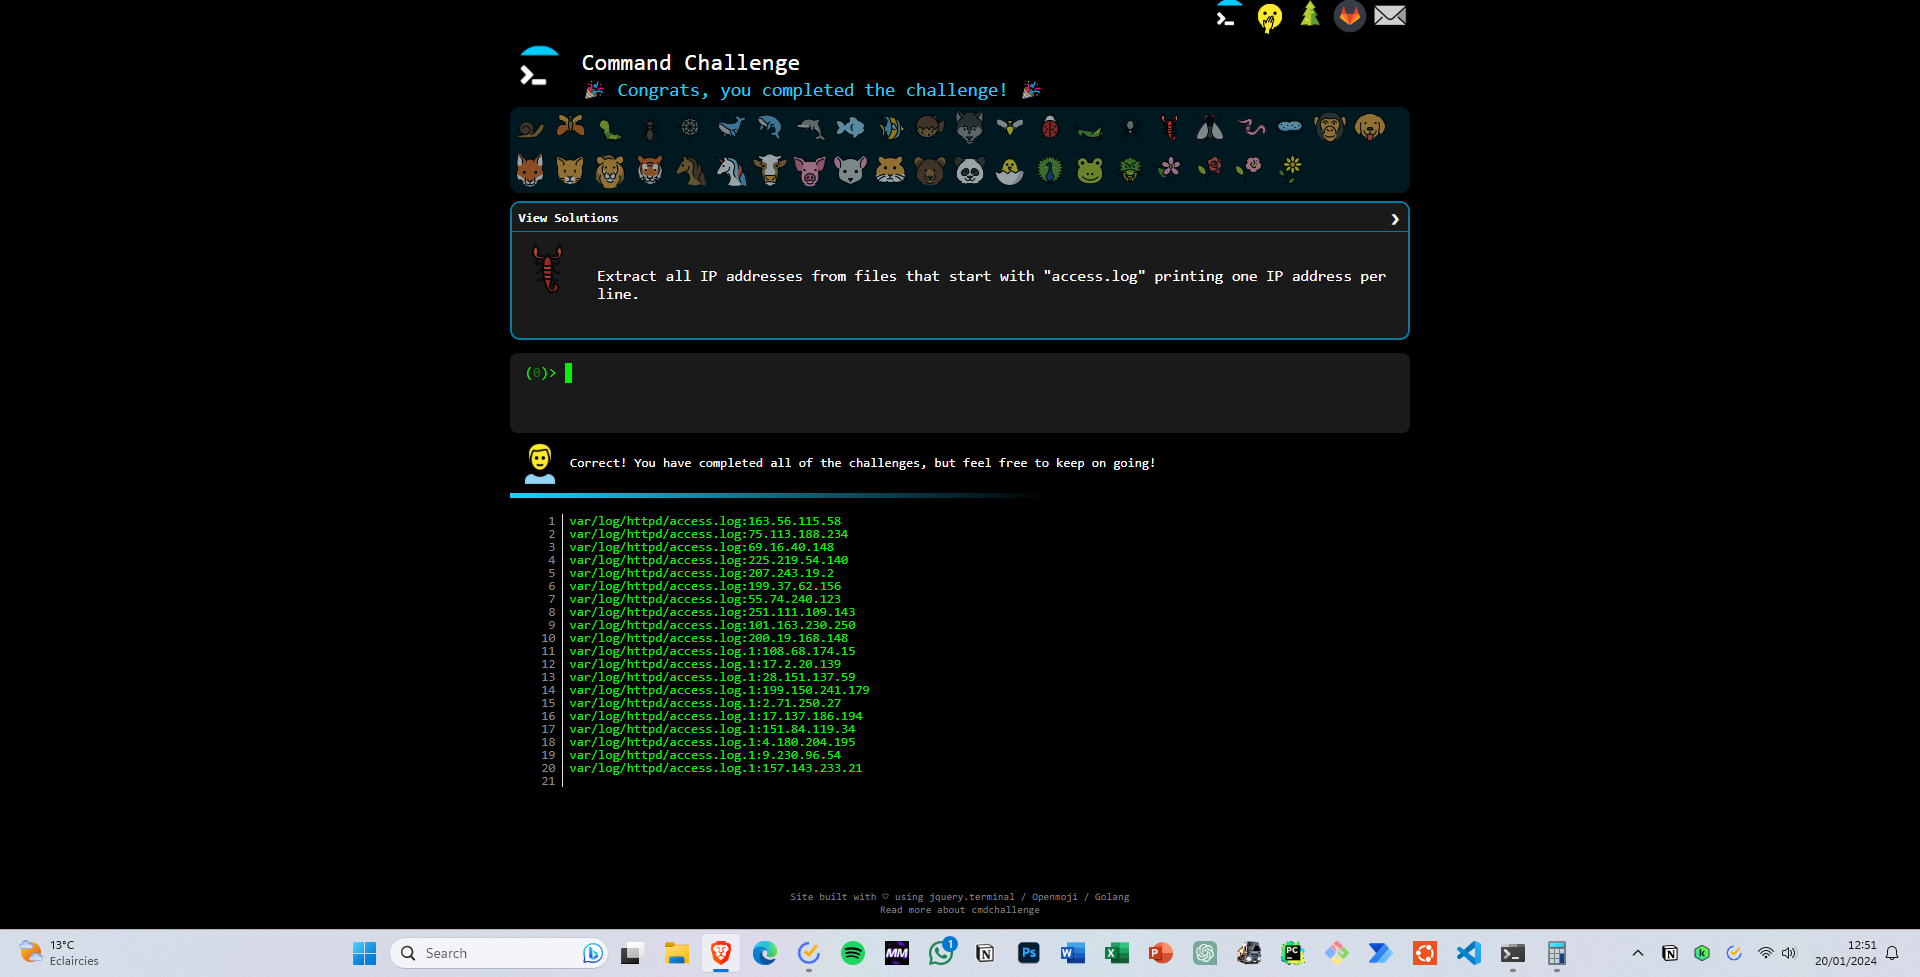 Command Challenge
🎉 Congrats, you completed the challenge! 🎉
View Solutions
Extract all IP addresses from files that start with "access.log" printing one IP address per
line.
(0)>
Correct! You have completed all of the challenges, but feel free to keep on going!
1 var/log/httpd/access.log:163.56.115.58
2 var/log/httpd/access.log:75.113.188.234
3 var/log/httpd/access.log:69.16.40.148
4 var/log/httpd/access.log:225.219.54.140
5 var/log/httpd/access.log:207.243.19.2
6 var/log/httpd/access.log:199.37.62.156
7 var/log/httpd/access.log:55.74.240.123
8 var/log/httpd/access.log:251.111.109.143
9 var/log/httpd/access.log:101.163.230.250
10 var/log/httpd/access.log:200.19.168.148
11 var/log/httpd/access.log.1:108.68.174.15
12 var/log/httpd/access.log.1:17.2.20.139
13 var/log/httpd/access.log.1:28.151.137.59
14 var/log/httpd/access.log.1:199.150.241.179
15 var/log/httpd/access.log.1:2.71.250.27
16 var/log/httpd/access.log.1:17.137.186.194
17 var/log/httpd/access.log.1:151.84.119.34
18 var/log/httpd/access.log.1:4.180.204.195
19 var/log/httpd/access.log.1:9.230.96.54
20 var/log/httpd/access.log.1:157.143.233.21
21
Site built with ♡ using jquery.terminal / Openmoji / Golang
Read more about cmdchallenge
13°C
Eclaircies
Search
MM
1
Ps
PC
12:51
20/01/2024